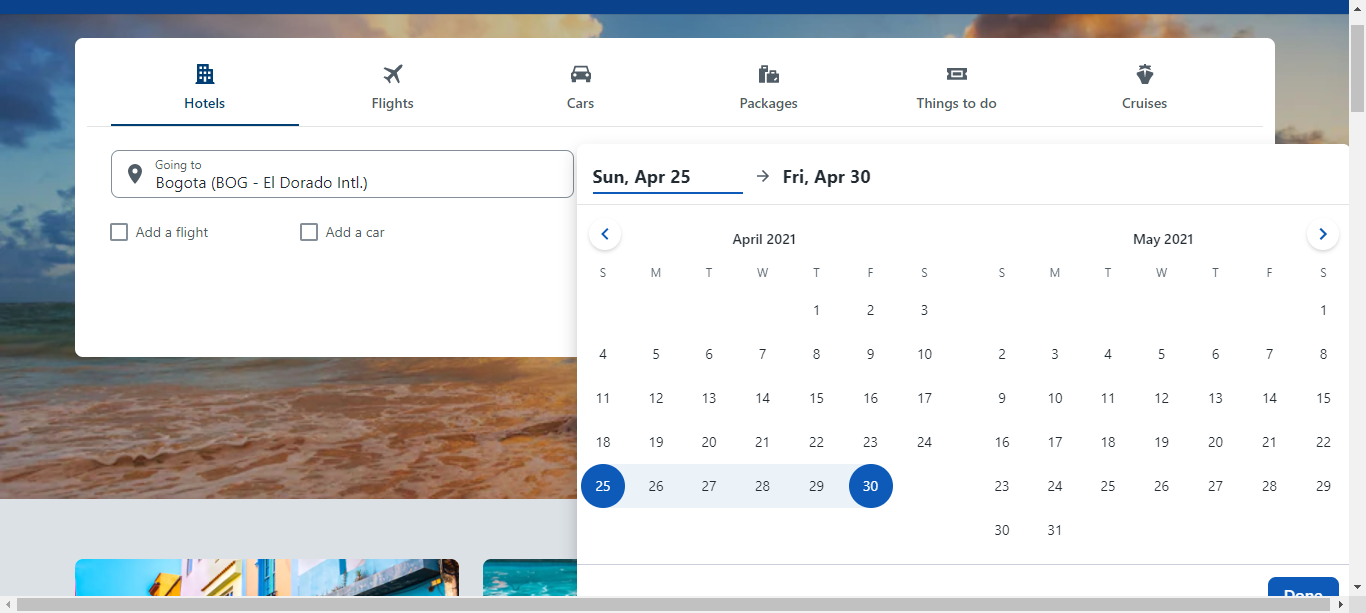 Hotels
Flights
Cars
Packages
Things to do
Cruises
Going to
Bogota (BOG - El Dorado Intl.)
Add a flight
Add a car
Sun, Apr 25
Fri, Apr 30
April 2021
S M T W T F S
1 2 3
4 5 6 7 8 9 10
11 12 13 14 15 16 17
18 19 20 21 22 23 24
25 26 27 28 29 30
May 2021
S M T W T F S
1
2 3 4 5 6 7 8
9 10 11 12 13 14 15
16 17 18 19 20 21 22
23 24 25 26 27 28 29
30 31
Done